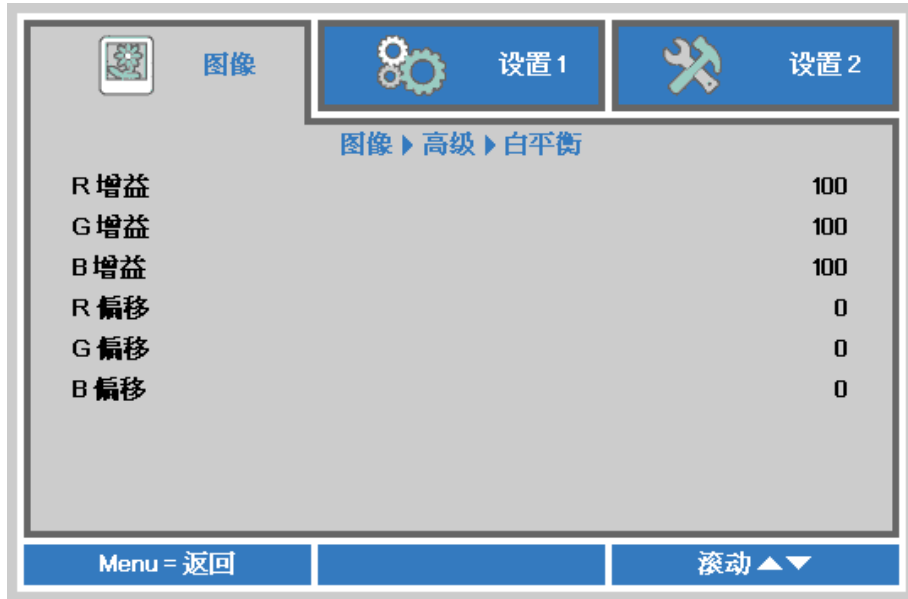 图像 设置 1 设置 2
图像 ▶ 高级 ▶ 白平衡
R 增益 100
G 增益 100
B 增益 100
R 偏移 0
G 偏移 0
B 偏移 0
Menu = 返回 滚动 ▲▼